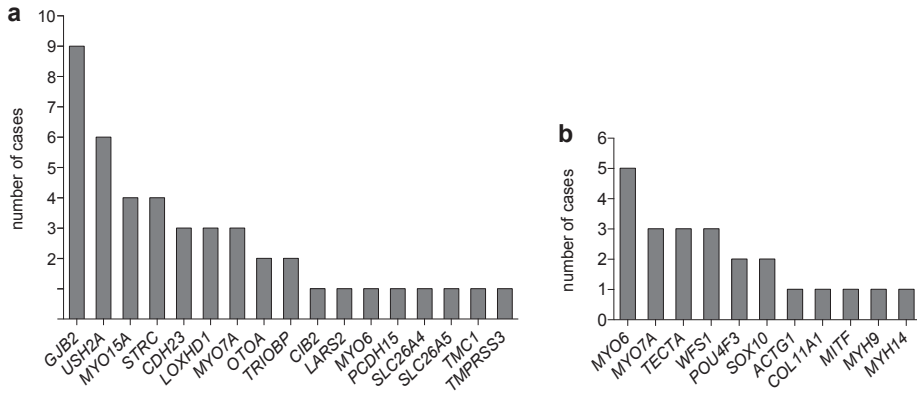 a
10
9
8
7
6
5
4
3
2
number of cases
GJB2
USH2A
MYO15A
STRC
CDH23
LOXHD1
MYO7A
OTOA
TRIOBP
CIB2
LARS2
MYO6
PCDH15
SLC26A4
SLC26A5
TMC1
TMPRSS3
b
6
5
4
3
2
1
0
number of cases
MYO6
MYO7A
TECTA
WFS1
POU4F3
SOX10
ACTG1
COL11A1
MITF
MYH9
MYH14